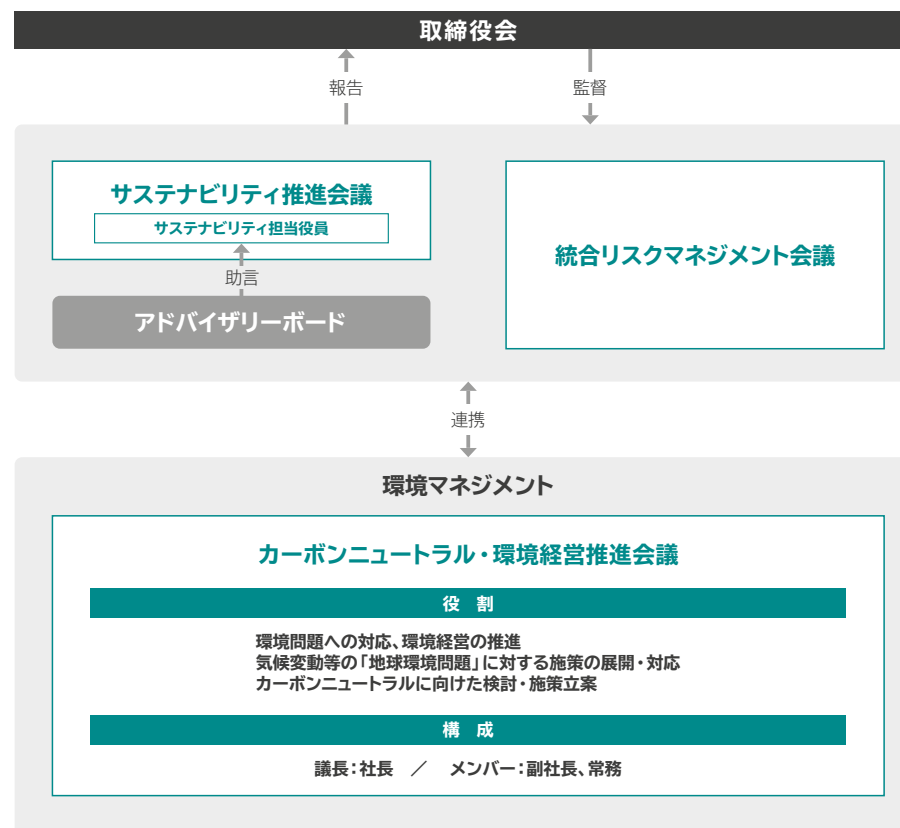 取締役会
報告
監督
サステナビリティ推進会議
サステナビリティ担当役員
助言
アドバイザリーボード
統合リスクマネジメント会議
連携
環境マネジメント
カーボンニュートラル・環境経営推進会議
役 割
環境問題への対応、環境経営の推進
気候変動等の「地球環境問題」に対する施策の展開・対応
カーボンニュートラルに向けた検討・施策立案
構 成
議長：社長 ／ メンバー：副社長、常務